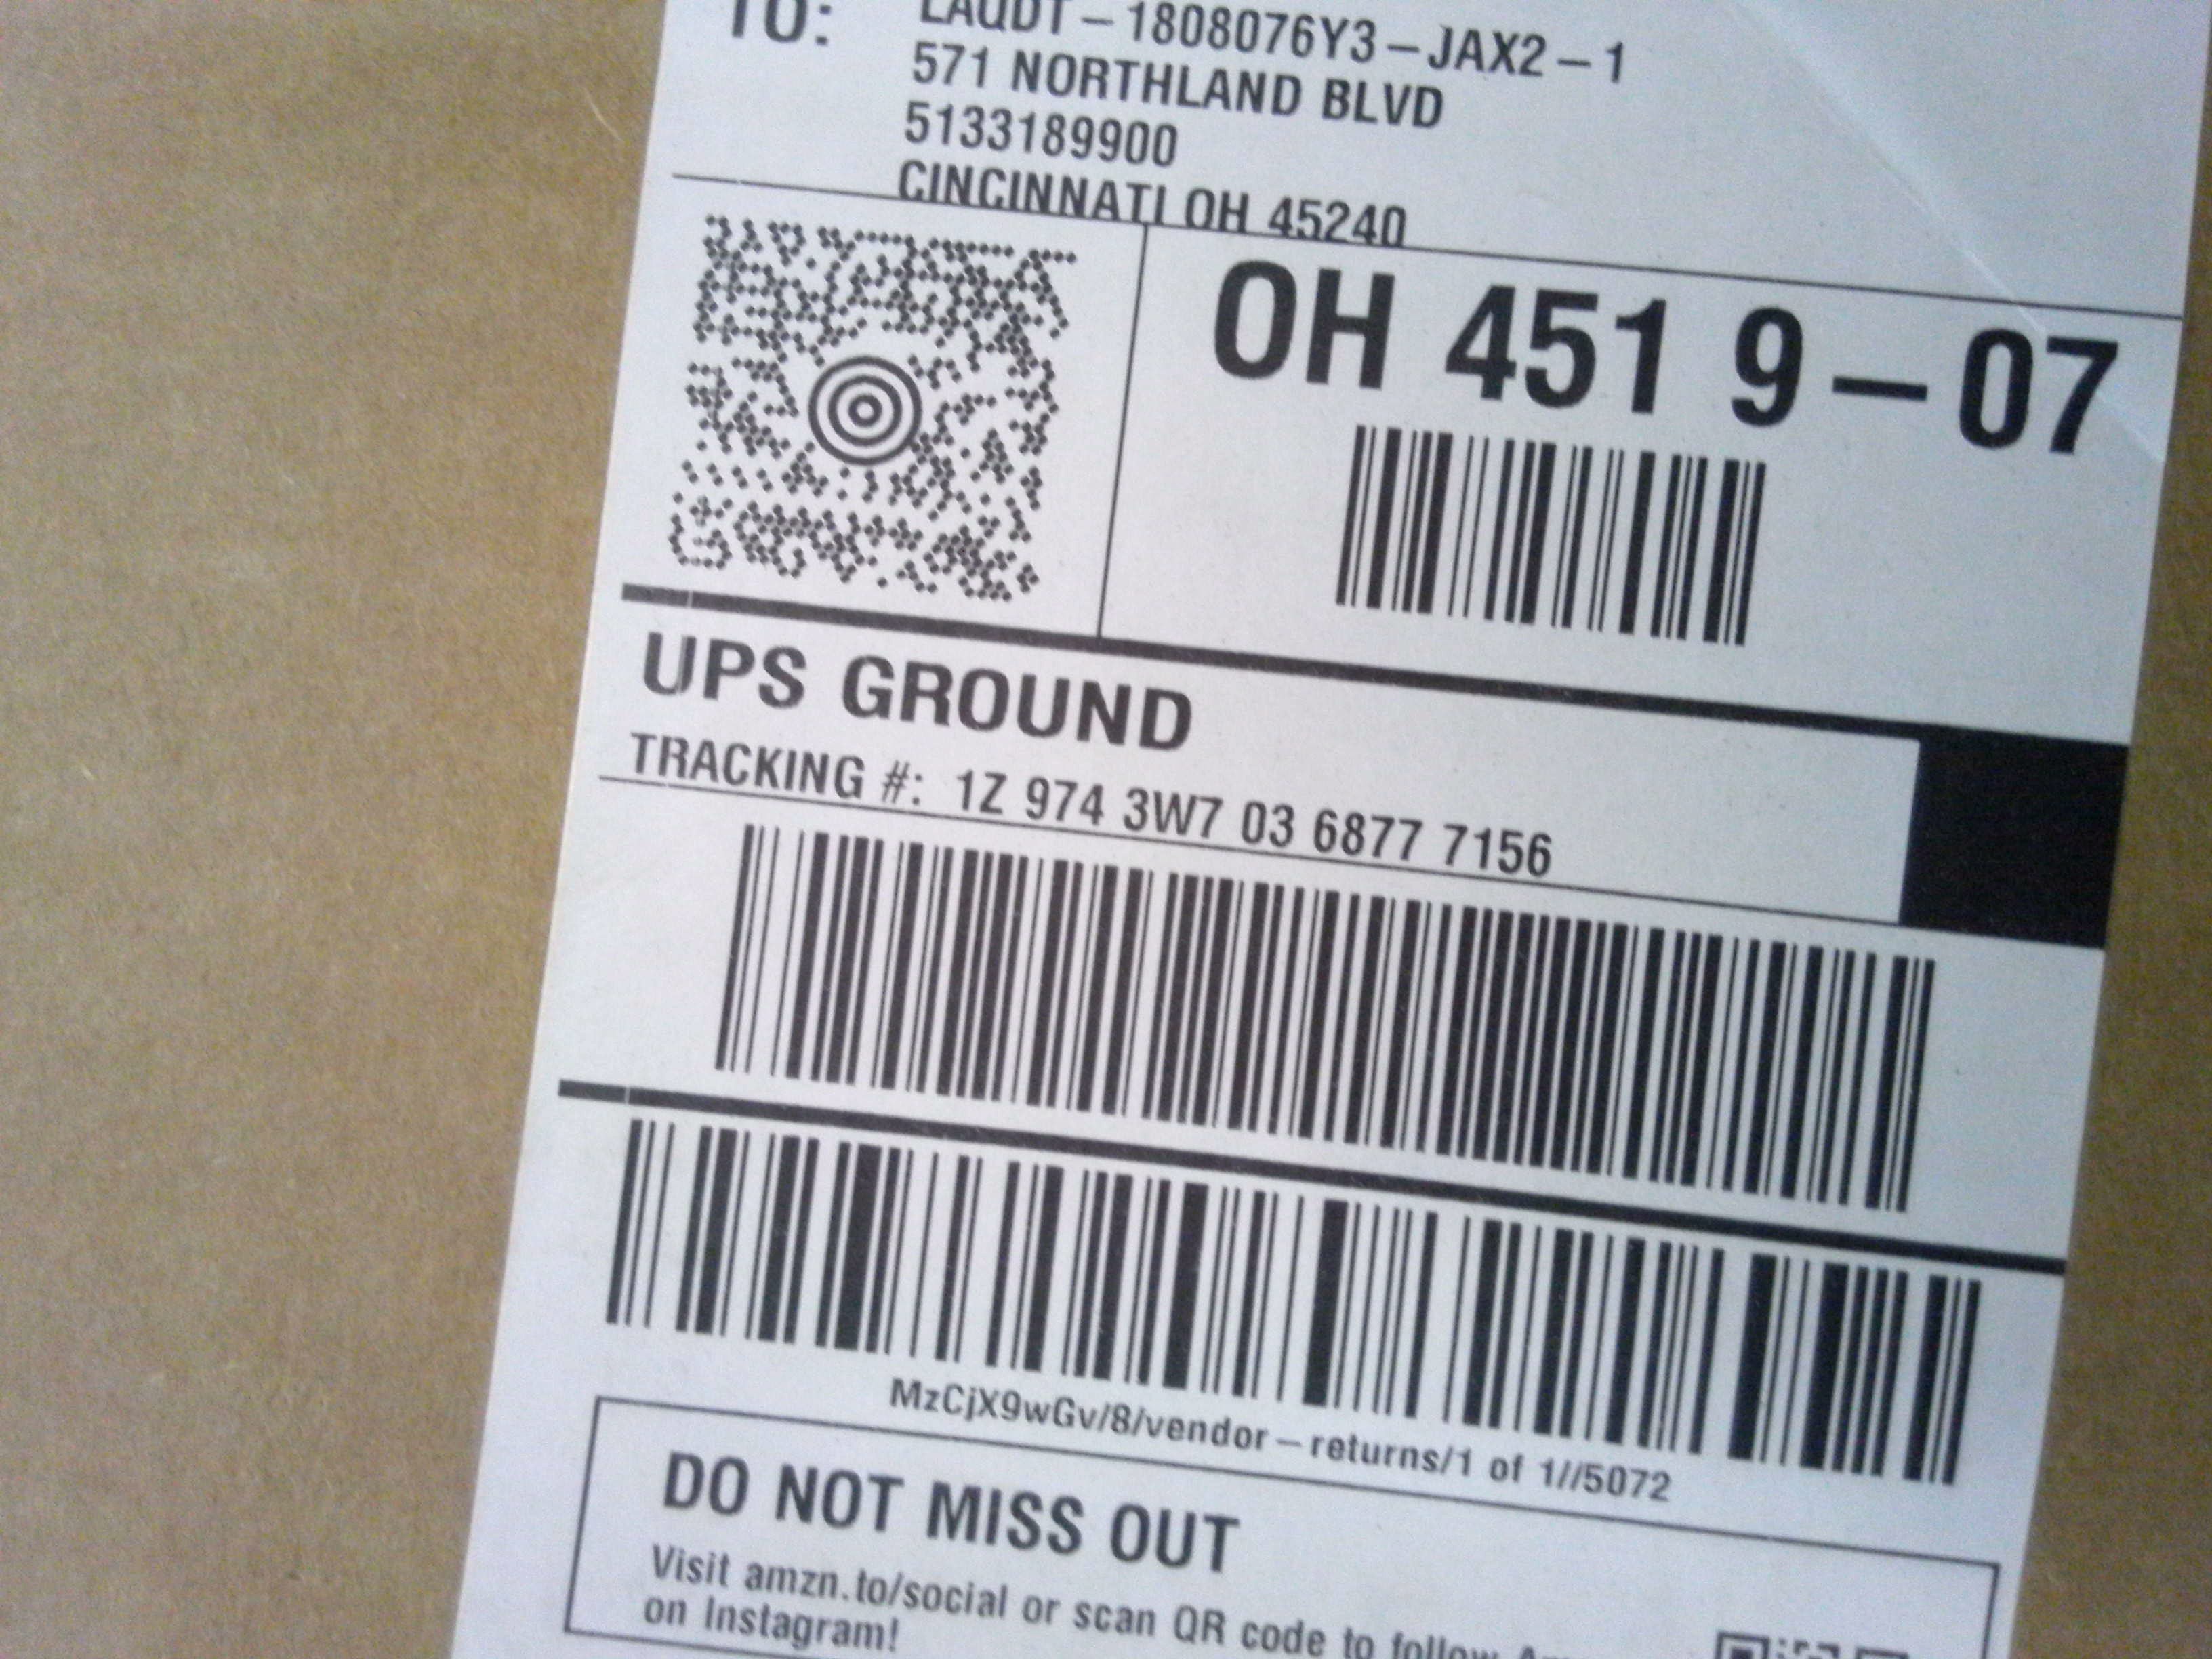 TO: LAQDT-1808076Y3-JAX2-1
571 NORTHLAND BLVD
5133189900
CINCINNATI OH 45240
OH 451 9-07
UPS GROUND
TRACKING #: 1Z 974 3W7 03 6877 7156
MzCjX9wGv/8/vendor-returns/1 of 1//5072
DO NOT MISS OUT
Visit amzn.to/social or scan QR code to follow
on Instagram!